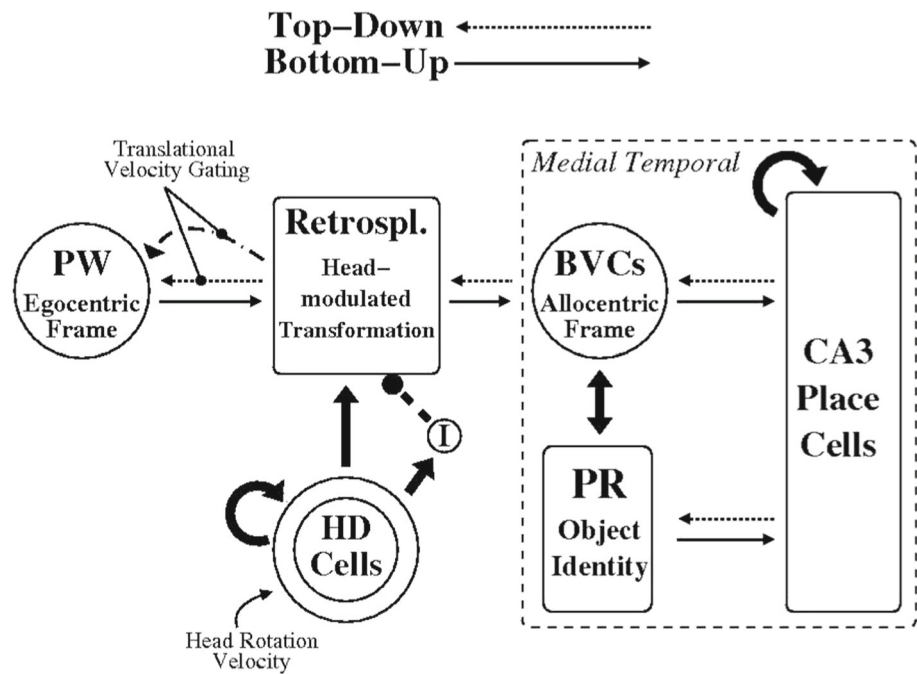 Top–Down
Bottom–Up
Translational
Velocity Gating
Medial Temporal
PW
Egocentric
Frame
Retrospl.
Head–
modulated
Transformation
BVCs
Allocentric
Frame
CA3
Place
Cells
I
HD
Cells
PR
Object
Identity
Head Rotation
Velocity